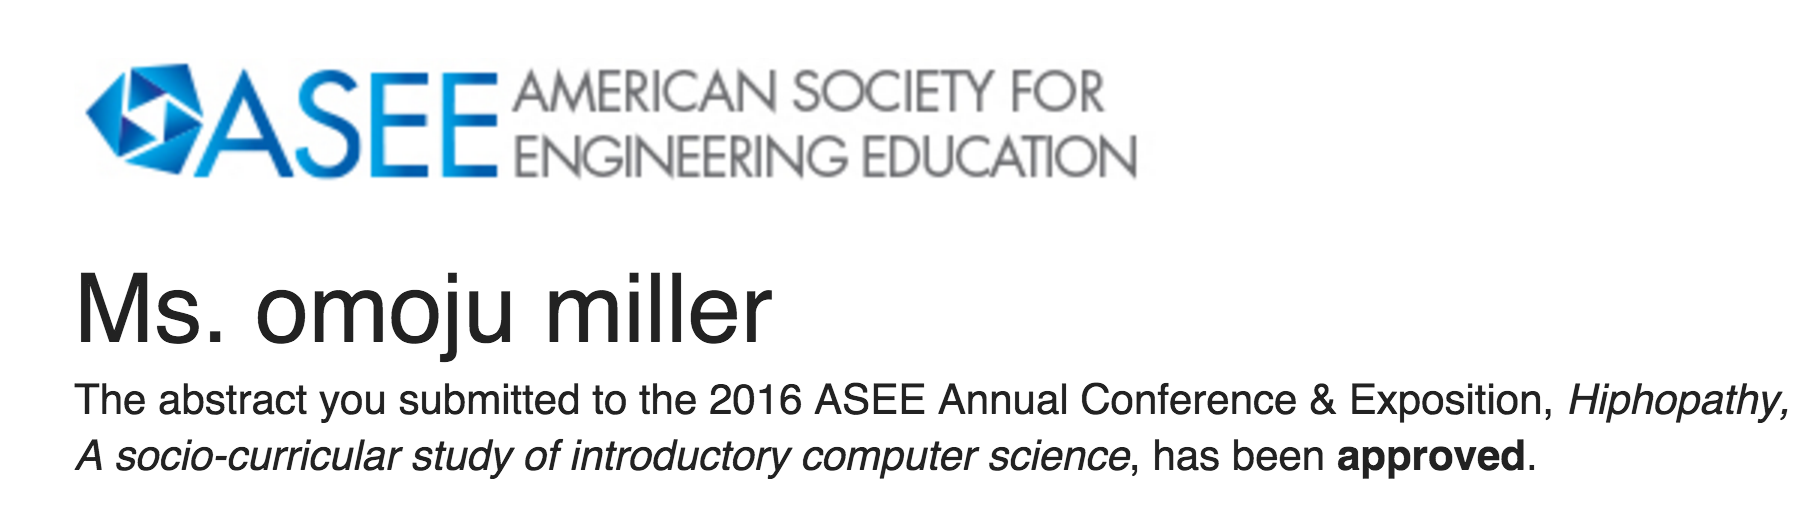 ASEE AMERICAN SOCIETY FOR
ENGINEERING EDUCATION
Ms. omoju miller
The abstract you submitted to the 2016 ASEE Annual Conference & Exposition, Hiphopathy,
A socio-curricular study of introductory computer science, has been approved.